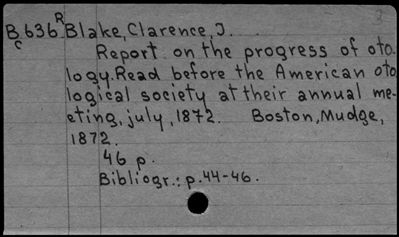 B636R Blake, Clarence, J.
c
Report on the progress of oto-
logy. Read before the American oto
logical society at their annual me-
eting, july, 1872. Boston, Mudge,
1872.
46 p.
Bibliogr.: p. 44-46.